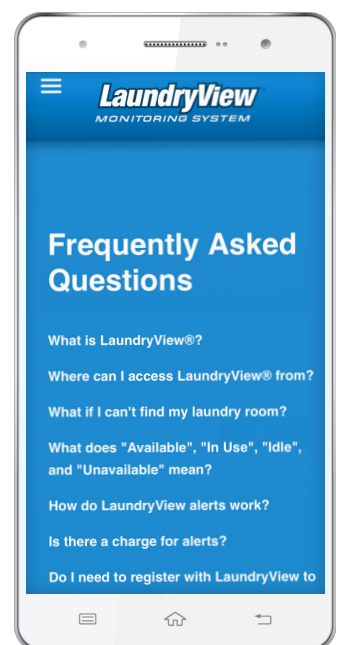 LaundryView™
MONITORING SYSTEM
Frequently Asked
Questions
What is LaundryView®?
Where can I access LaundryView® from?
What if I can't find my laundry room?
What does "Available", "In Use", "Idle",
and "Unavailable" mean?
How do LaundryView alerts work?
Is there a charge for alerts?
Do I need to register with LaundryView to